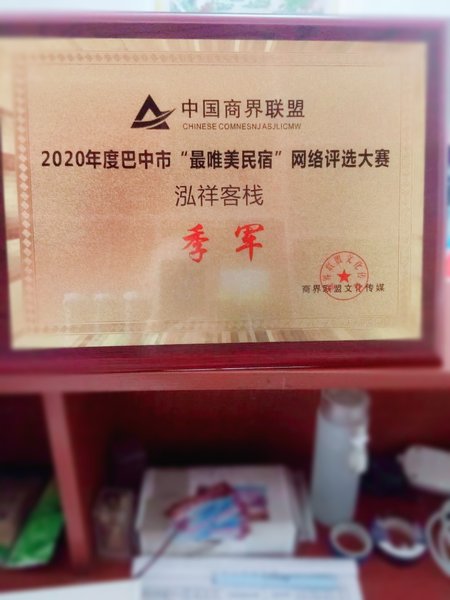 中国商界联盟
CHINESE COMNESNJASJLICMW
2020年度巴中市“最唯美民宿”网络评选大赛
泓祥客栈
季军
商界联盟文化传媒